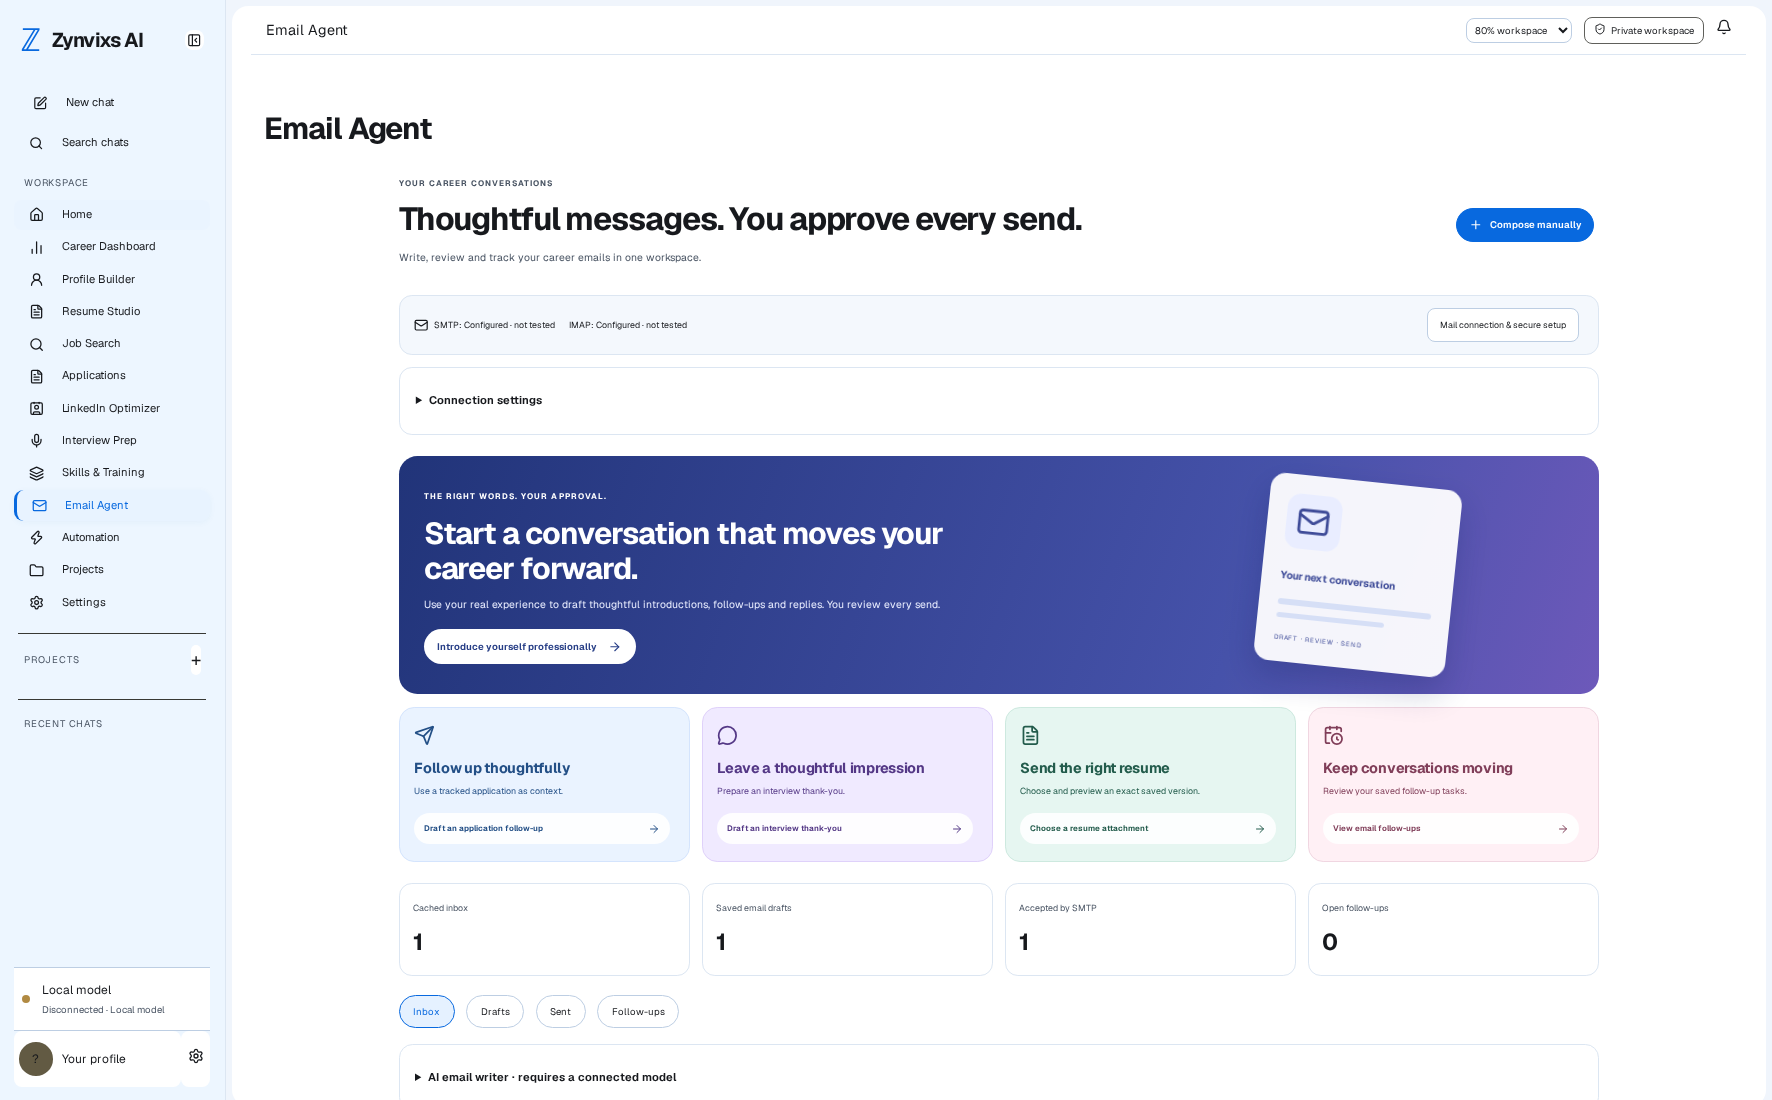 Zynvixs AI
New chat
Search chats
WORKSPACE
Home
Career Dashboard
Profile Builder
Resume Studio
Job Search
Applications
LinkedIn Optimizer
Interview Prep
Skills & Training
Email Agent
Automation
Projects
Settings
PROJECTS
+
RECENT CHATS
Local model
Disconnected · Local model
?
Your profile
Email Agent
80% workspace
Private workspace
Email Agent
YOUR CAREER CONVERSATIONS
Thoughtful messages. You approve every send.
Write, review and track your career emails in one workspace.
+ Compose manually
SMTP: Configured · not tested IMAP: Configured · not tested
Mail connection & secure setup
Connection settings
THE RIGHT WORDS. YOUR APPROVAL.
Start a conversation that moves your
career forward.
Use your real experience to draft thoughtful introductions, follow-ups and replies. You review every send.
Introduce yourself professionally
Your next conversation
DRAFT · REVIEW · SEND
Follow up thoughtfully
Use a tracked application as context.
Draft an application follow-up
Leave a thoughtful impression
Prepare an interview thank-you.
Draft an interview thank-you
Send the right resume
Choose and preview an exact saved version.
Choose a resume attachment
Keep conversations moving
Review your saved follow-up tasks.
View email follow-ups
Cached inbox
1
Saved email drafts
1
Accepted by SMTP
1
Open follow-ups
0
Inbox
Drafts
Sent
Follow-ups
AI email writer · requires a connected model